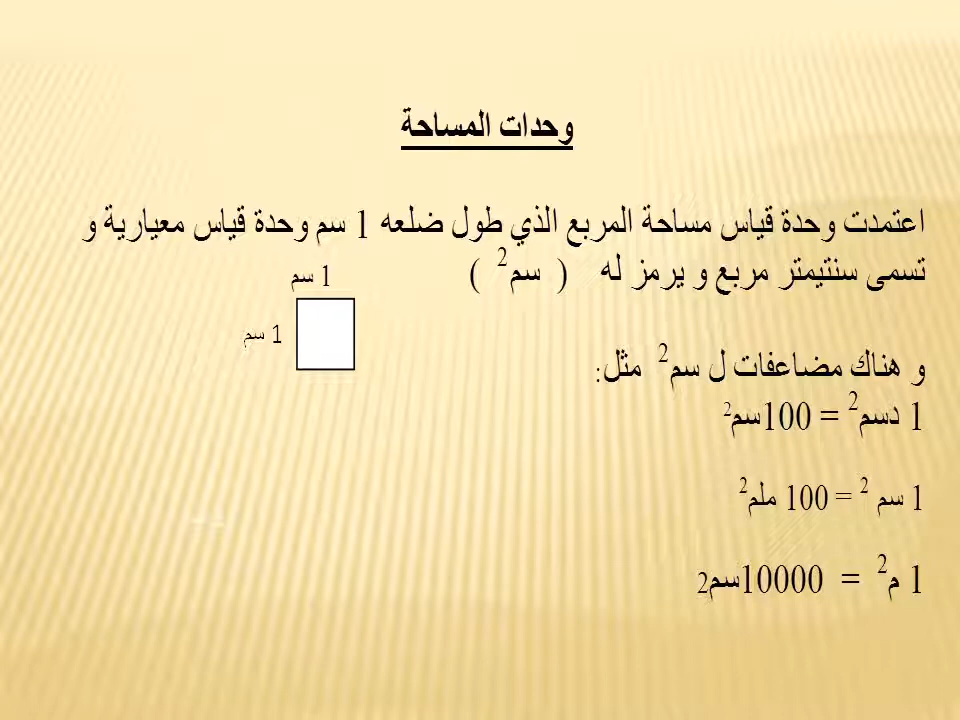 وحدات المساحة
اعتمدت وحدة قياس مساحة المربع الذي طول ضلعه 1 سم وحدة قياس معيارية و
تسمى سنتيمتر مربع و يرمز له ( سم² )
1 سم
1 سم
و هناك مضاعفات ل سم² مثل:
1 دسم² = 100سم²
1 سم ² = 100 ملم²
1 م² = 10000سم2